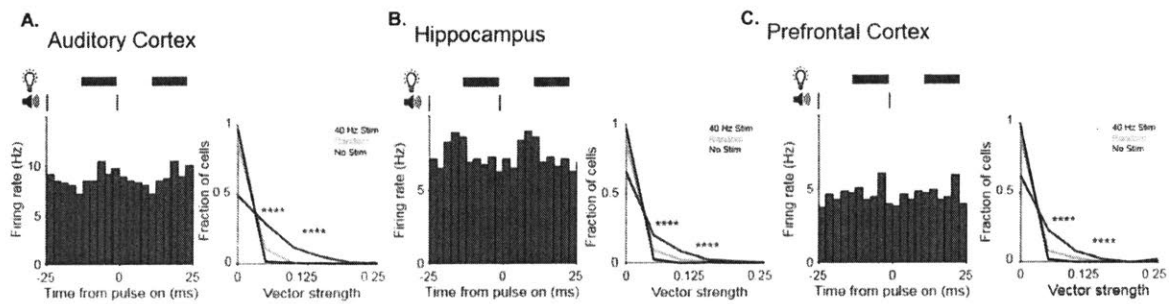 A.
Auditory Cortex
Firing rate (Hz)
10
5
0
-25
0
25
Time from pulse on (ms)
Fraction of cells
1
0 5
0
40 Hz Stim
Random
No Stim
****
****
0
0 125
0 25
Vector strength
B.
Hippocampus
Firing rate (Hz)
10
5
0
-25
0
25
Time from pulse on (ms)
Fraction of cells
1
0 5
0
40 Hz Stim
Random
No Stim
****
****
0
0 125
0 25
Vector strength
C.
Prefrontal Cortex
Firing rate (Hz)
10
5
0
-25
0
25
Time from pulse on (ms)
Fraction of cells
1
0 5
0
40 Hz Stim
Random
No Stim
****
****
0
0 125
0 25
Vector strength